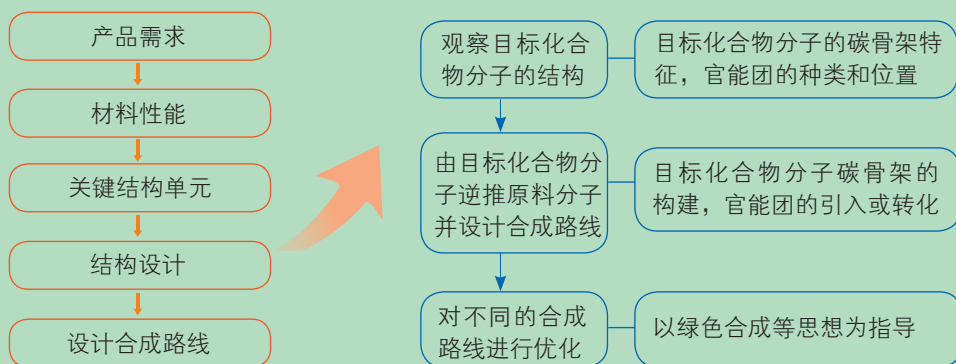 产品需求
材料性能
关键结构单元
结构设计
设计合成路线
观察目标化合
物分子的结构
目标化合物分子的碳骨架特
征，官能团的种类和位置
由目标化合物分
子逆推原料分子
并设计合成路线
目标化合物分子碳骨架的
构建，官能团的引入或转化
对不同的合成
路线进行优化
以绿色合成等思想为指导